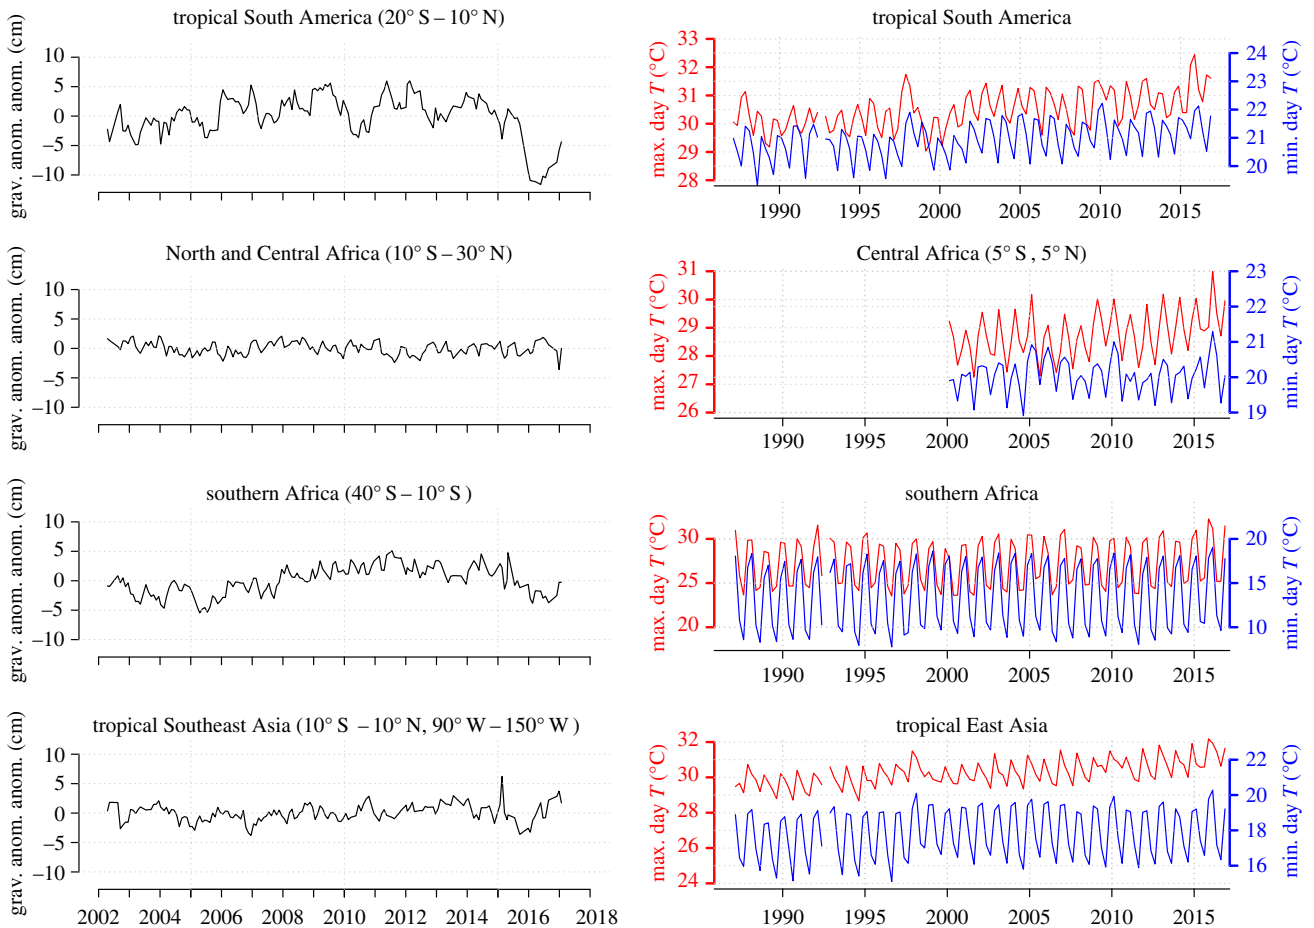 tropical South America (20° S – 10° N)
grav. anom. anom. (cm)
10
5
0
−5
−10
tropical South America
max. day T (°C)
33
32
31
30
29
28
min. day T (°C)
24
23
22
21
20
1990 1995 2000 2005 2010 2015
North and Central Africa (10° S – 30° N)
grav. anom. anom. (cm)
10
5
0
−5
−10
Central Africa (5° S , 5° N)
max. day T (°C)
31
30
29
28
27
26
min. day T (°C)
23
22
21
20
19
1990 1995 2000 2005 2010 2015
southern Africa (40° S – 10° S )
grav. anom. anom. (cm)
10
5
0
−5
−10
southern Africa
max. day T (°C)
30
25
20
min. day T (°C)
20
15
10
1990 1995 2000 2005 2010 2015
tropical Southeast Asia (10° S – 10° N, 90° W – 150° W )
grav. anom. anom. (cm)
10
5
0
−5
−10
2002 2004 2006 2008 2010 2012 2014 2016 2018
tropical East Asia
max. day T (°C)
32
30
28
26
24
min. day T (°C)
22
20
18
16
1990 1995 2000 2005 2010 2015